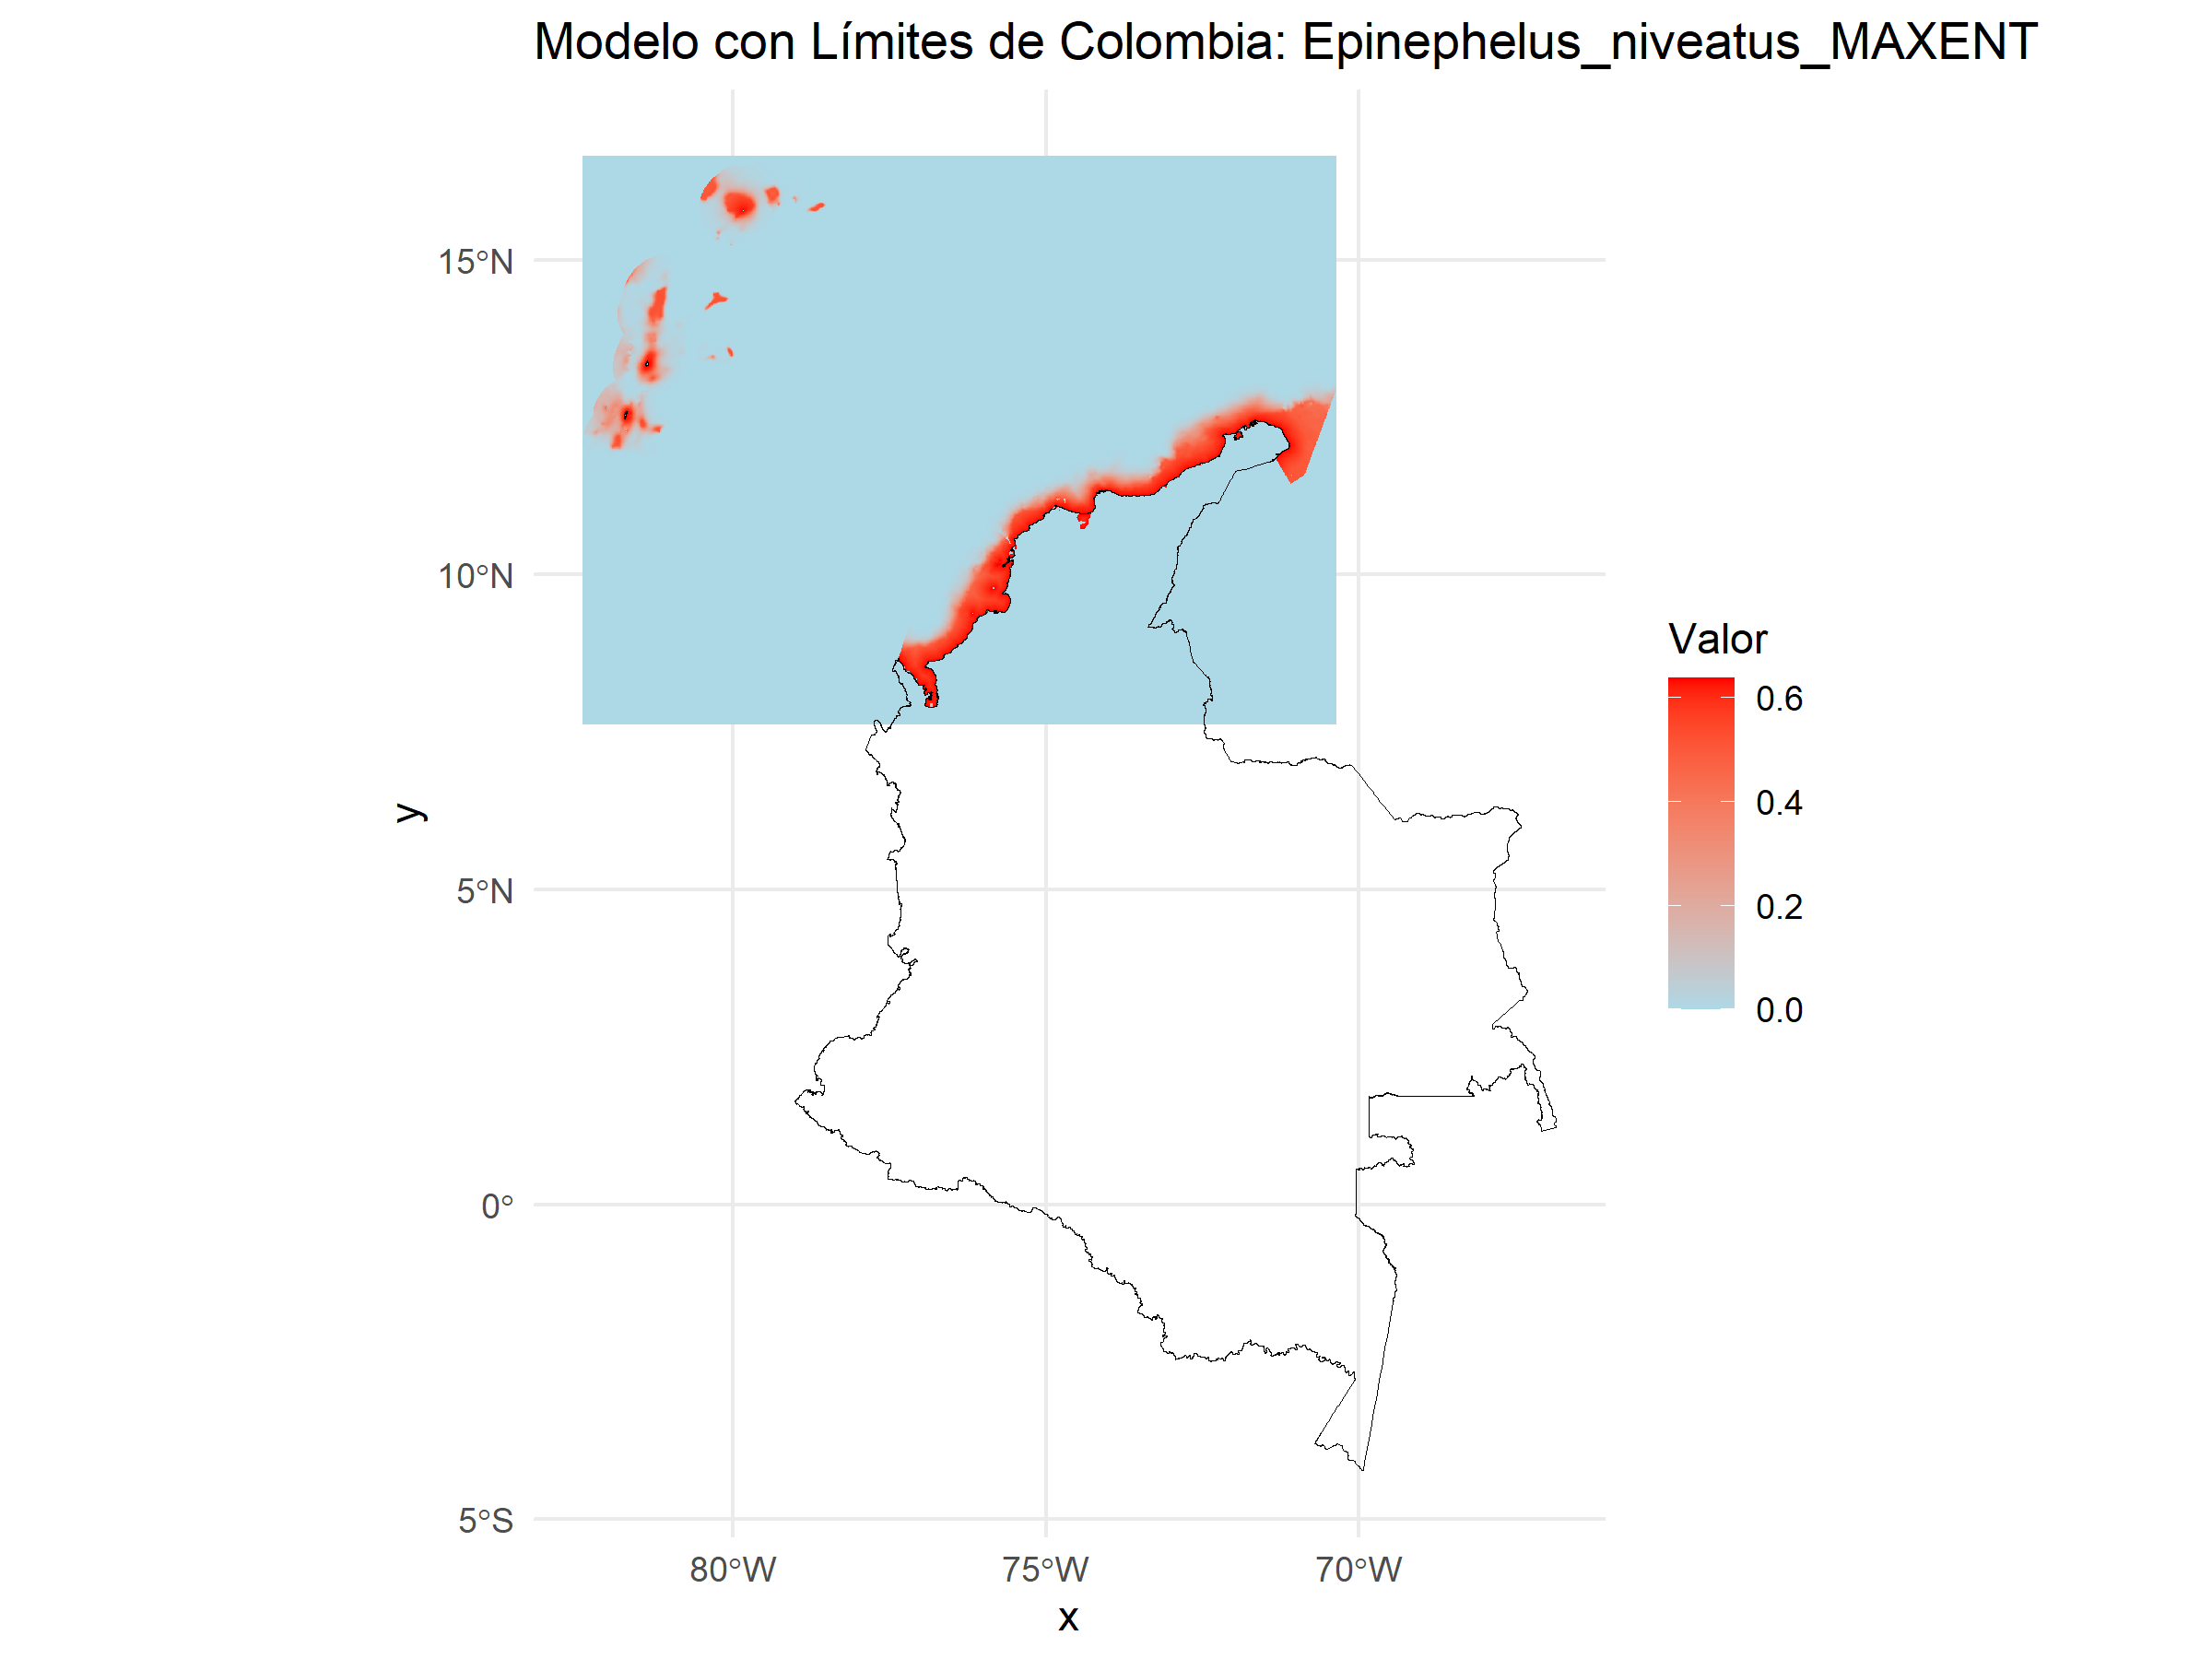 Modelo con Límites de Colombia: Epinephelus_niveatus_MAXENT
15°N
10°N
5°N
0°
5°S
y
80°W
75°W
70°W
x
Valor
0.6
0.4
0.2
0.0